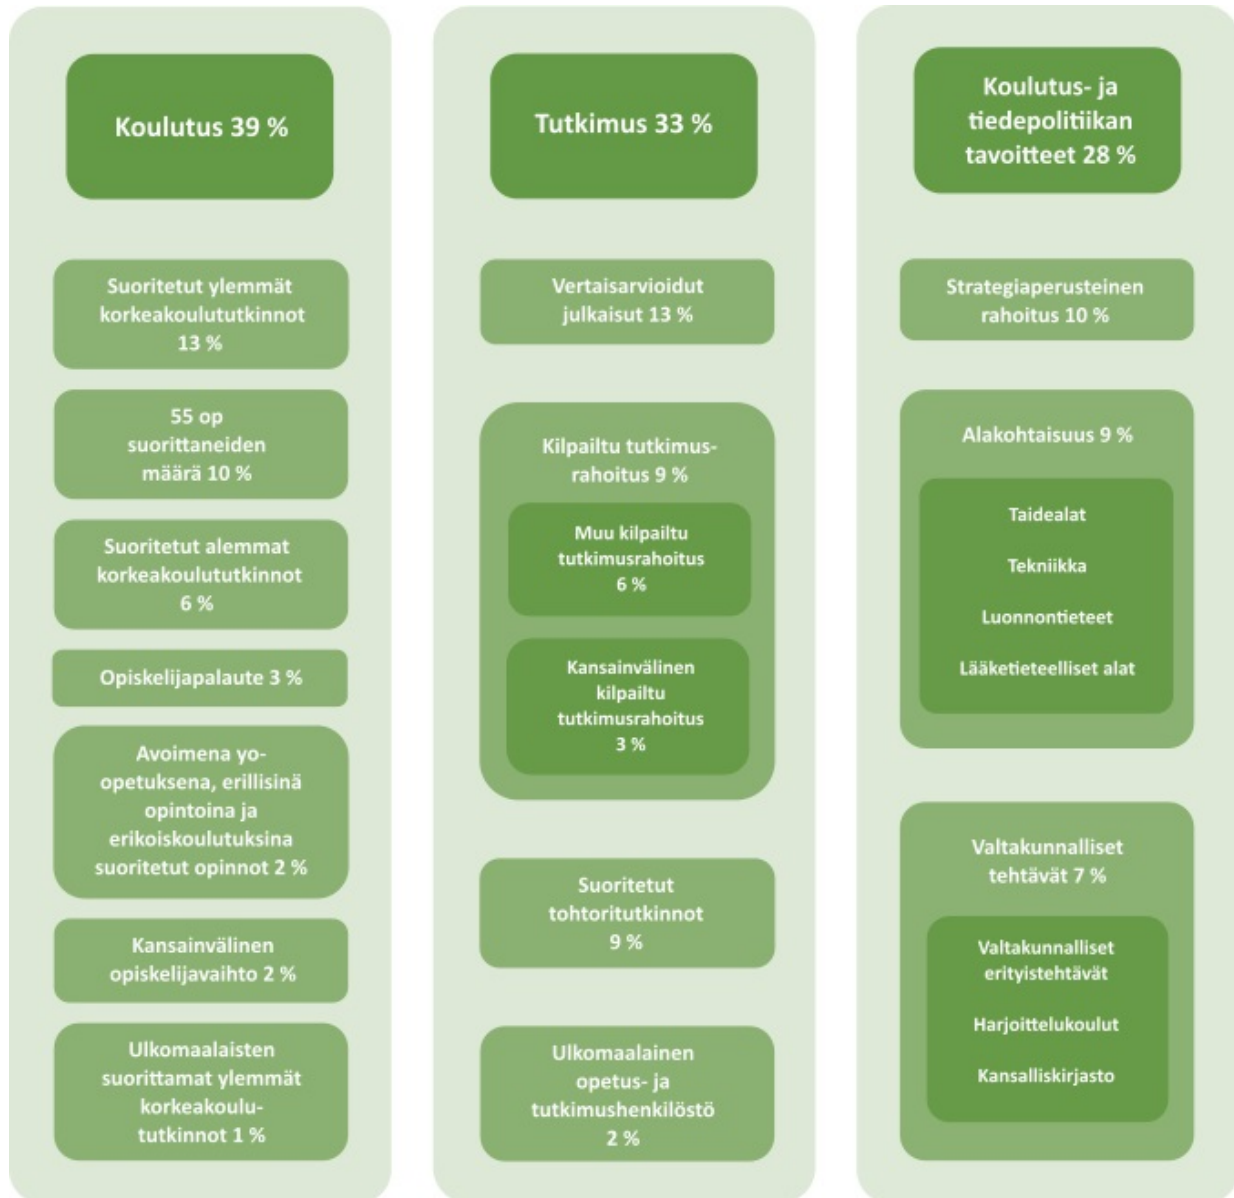 Koulutus 39 %
Suoritetut ylemmät
korkeakoulututkinnot
13 %
55 op
suorittaneiden
määrä 10 %
Suoritetut alemmat
korkeakoulututkinnot
6 %
Opiskelijapalaute 3 %
Avoimena yo-
opetuksena, erillisinä
opintoina ja
erikoiskoulutuksina
suoritetut opinnot 2 %
Kansainvälinen
opiskelijavaihto 2 %
Ulkomaalaisten
suorittamat ylemmät
korkeakoulu-
tutkinnot 1 %
Tutkimus 33 %
Vertaisarvioidut
julkaisut 13 %
Kilpailtu tutkimus-
rahoitus 9 %
Muu kilpailtu
tutkimusrahoitus
6 %
Kansainvälinen
kilpailtu
tutkimusrahoitus
3 %
Suoritetut
tohtoritutkinnot
9 %
Ulkomaalainen
opetus- ja
tutkimushenkilöstö
2 %
Koulutus- ja
tiedepolitiikan
tavoitteet 28 %
Strategiaperusteinen
rahoitus 10 %
Alakohtaisuus 9 %
Taidealat
Tekniikka
Luonnontieteet
Lääketieteelliset alat
Valtakunnalliset
tehtävät 7 %
Valtakunnalliset
erityistehtävät
Harjoittelukoulut
Kansalliskirjasto